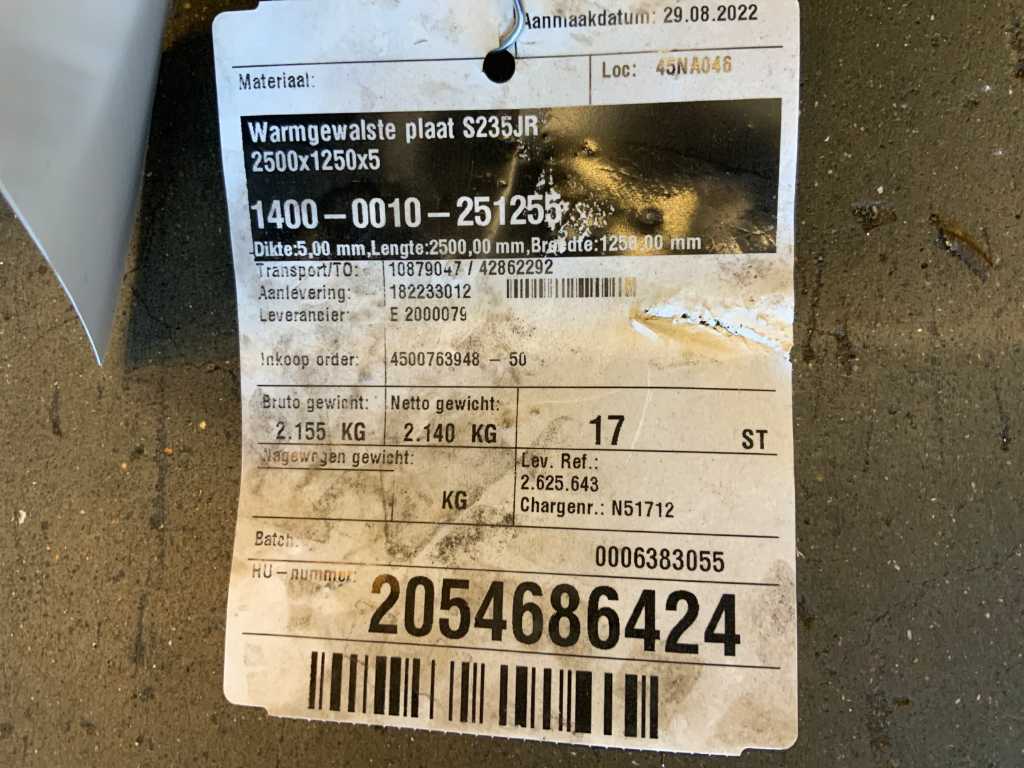 Aanmaakdatum: 29.08.2022
Materiaal:
Loc: 45NA046
Warmgewalste plaat S235JR
2500x1250x5
1400-0010-251255
Dikte:5,00 mm,Lengte:2500,00 mm,Breedte:1250,00 mm
Transport/TO: 10879047 / 42862292
Aanlevering: 182233012
Leverancier: E 2000079
Inkoop order: 4500763948 - 50
Bruto gewicht: Netto gewicht:
2.155 KG 2.140 KG 17 ST
Nagewogen gewicht:
KG
Lev. Ref.:
2.625.643
Chargenr.: N51712
Batch: 0006383055
HU-nummer: 2054686424